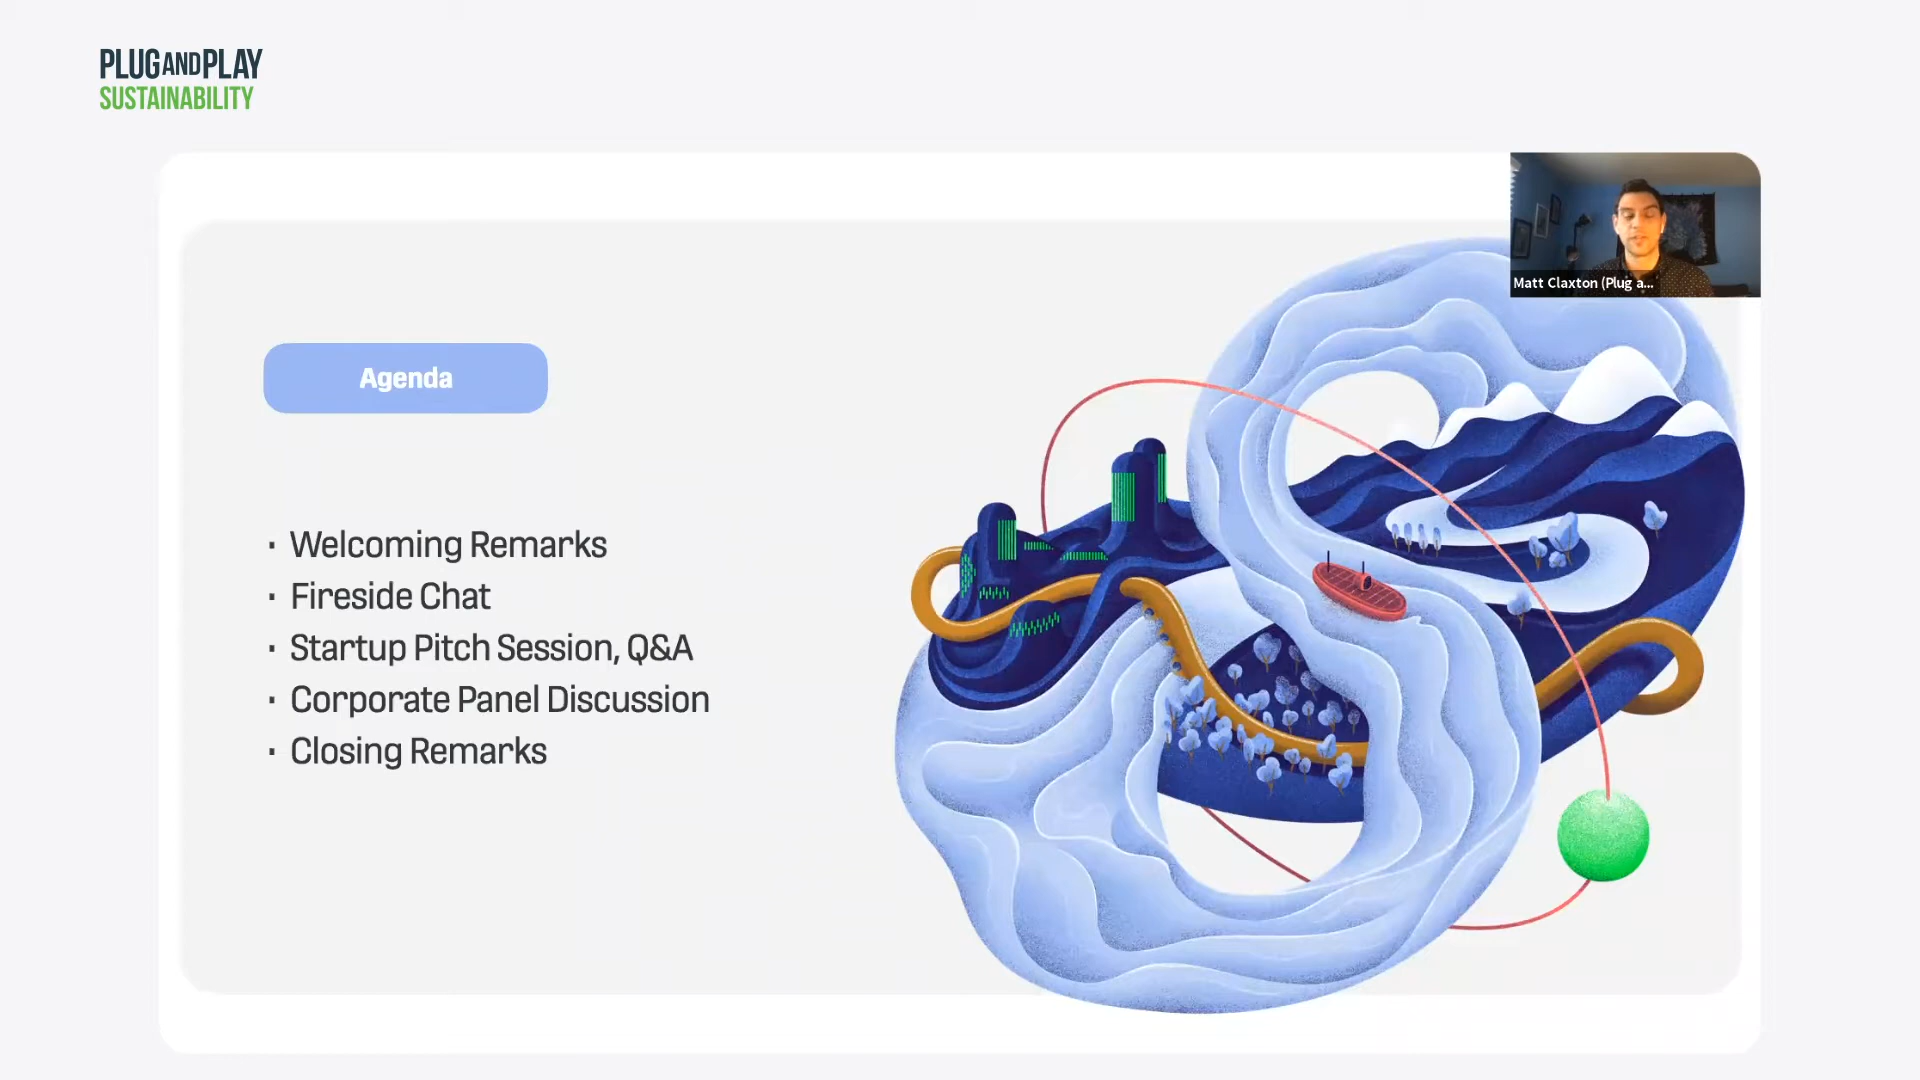 PLUGANDPLAY
SUSTAINABILITY
Matt Claxton (Plug a...
Agenda
· Welcoming Remarks
· Fireside Chat
· Startup Pitch Session, Q&A
· Corporate Panel Discussion
· Closing Remarks